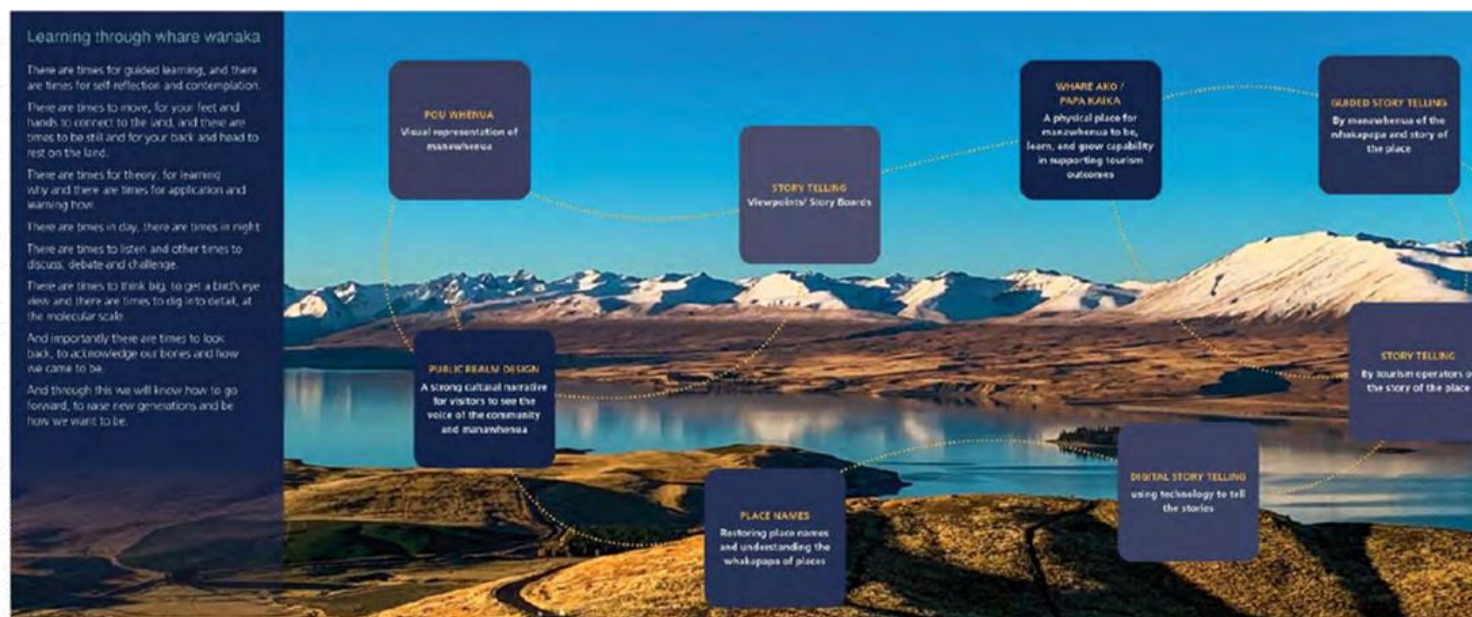 Learning through whare wānaka
There are times for guided learning, and there
are times for self-reflection and contemplation.
There are times to move, for your feet and
hands to connect to the land, and there are
times to be still and for your back and head to
rest on the land.
There are times for theory, for learning
why and there are times for application and
learning how.
There are times in day, there are times in night.
There are times to listen and other times to
discuss, debate and challenge.
There are times to think big, to get a bird's eye
view and there are times to dig into detail, at
the molecular scale.
And importantly there are times to look
back, to acknowledge our bones and how
we came to be.
And through this we will know how to go
forward, to raise new generations and be
how we want to be.
POU WHENUA
Visual representation of
manawhenua
STORY TELLING
Viewpoints/ Story Boards
WHARE AKO /
PAPA KAIKA
A physical place for
manawhenua to be,
learn, and grow capability
in supporting tourism
outcomes
GUIDED STORY TELLING
By manawhenua of the
whakapapa and story of
the place
PUBLIC REALM DESIGN
A strong cultural narrative
for visitors to see the
voice of the community
and manawhenua
STORY TELLING
By tourism operators of
the story of the place
PLACE NAMES
Restoring place names
and understanding the
whakapapa of places
DIGITAL STORY TELLING
using technology to tell
the stories